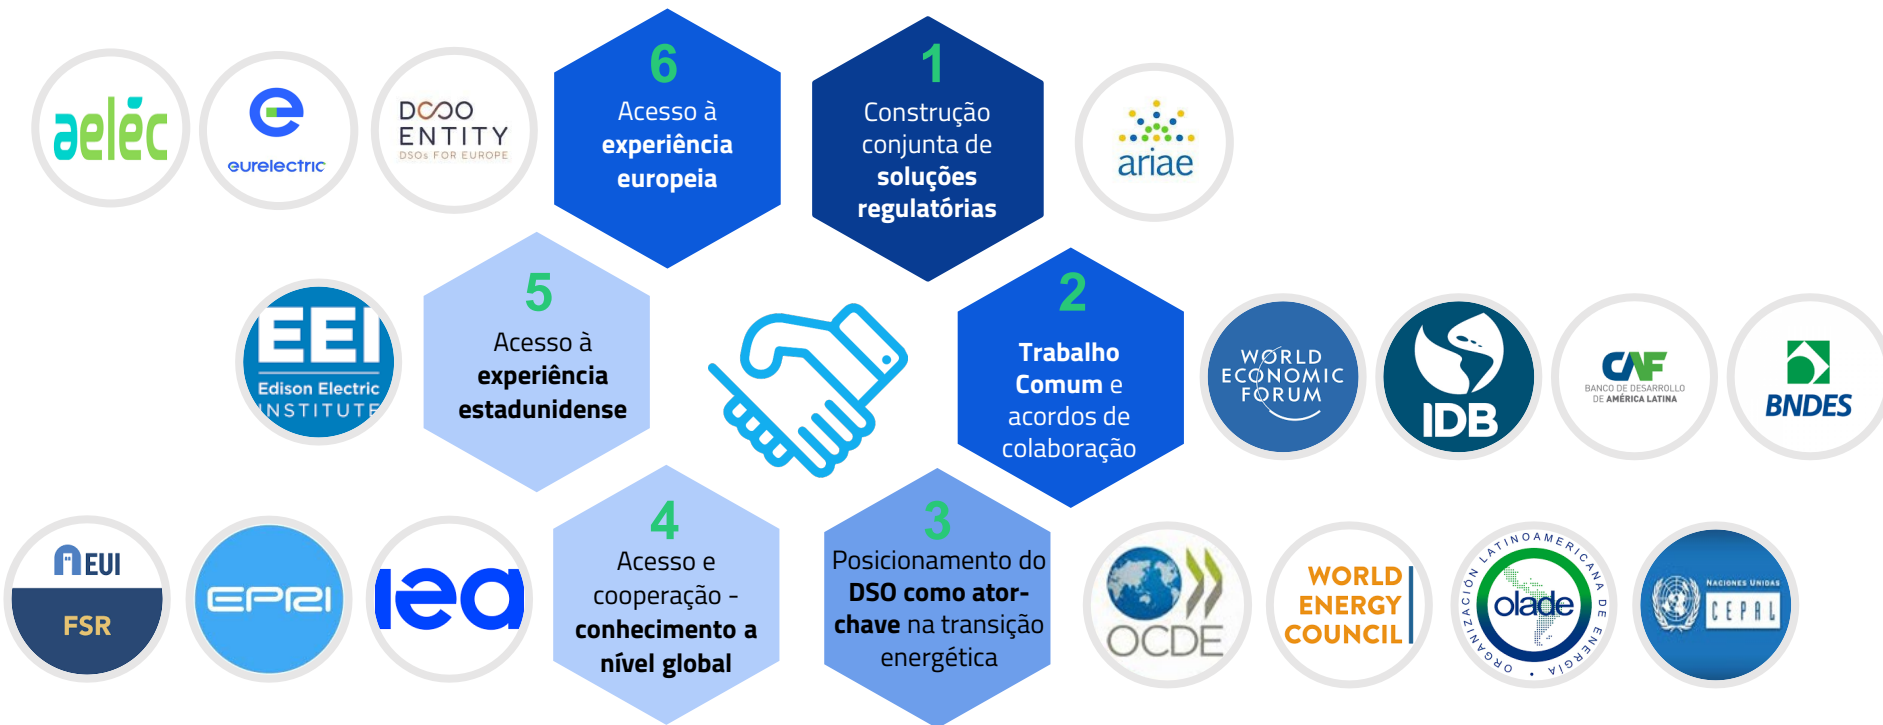 aeléc
eurelectric
DSO
ENTITY
DSOs FOR EUROPE
6
Acesso à
experiência
europeia
1
Construção
conjunta de
soluções
regulatórias
ariae
EEI
Edison Electric
INSTITUTE
5
Acesso à
experiência
estadunidense
2
Trabalho
Comum e
acordos de
colaboração
WORLD
ECONOMIC
FORUM
IDB
CAF
BANCO DE DESARROLLO
DE AMÉRICA LATINA
BNDES
EUI
FSR
EPRI
iea
4
Acesso e
cooperação -
conhecimento a
nível global
3
Posicionamento do
DSO como ator-
chave na transição
energética
OCDE
WORLD
ENERGY
COUNCIL
ORGANIZACIÓN LATINOAMERICANA DE ENERGÍA
olade
NACIONES UNIDAS
CEPAL